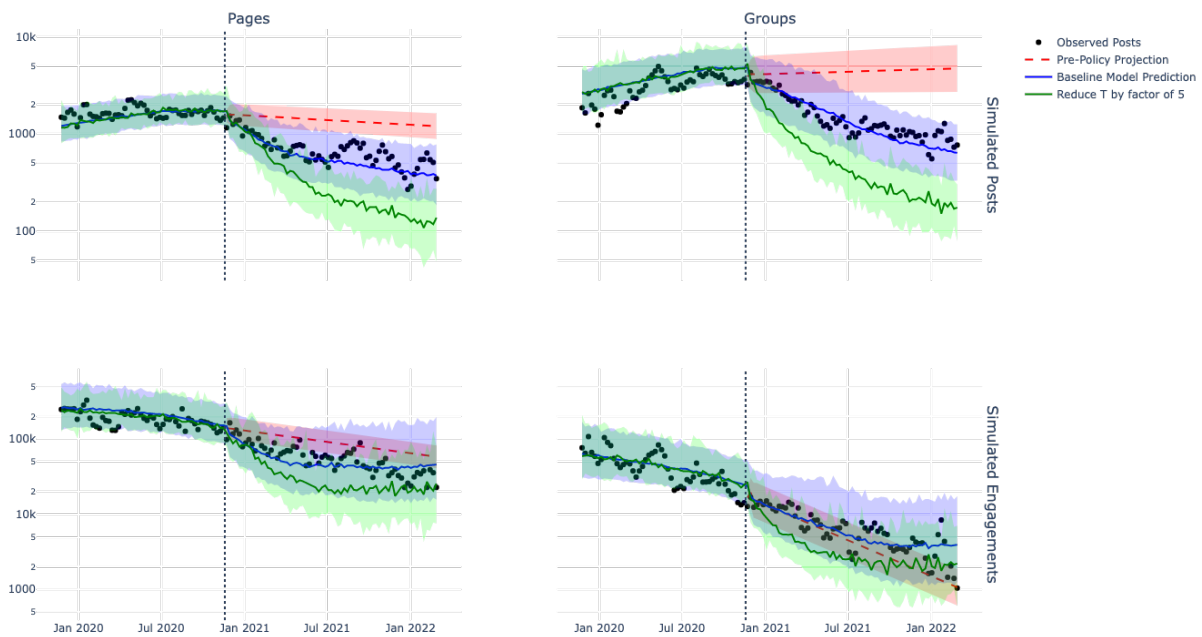 Pages
Groups
10k
5
2
1000
5
2
100
5
Simulated Posts
Observed Posts
Pre-Policy Projection
Baseline Model Prediction
Reduce T by factor of 5
5
2
100k
5
2
10k
5
2
1000
5
Simulated Engagements
Jan 2020 Jul 2020 Jan 2021 Jul 2021 Jan 2022
Jan 2020 Jul 2020 Jan 2021 Jul 2021 Jan 2022